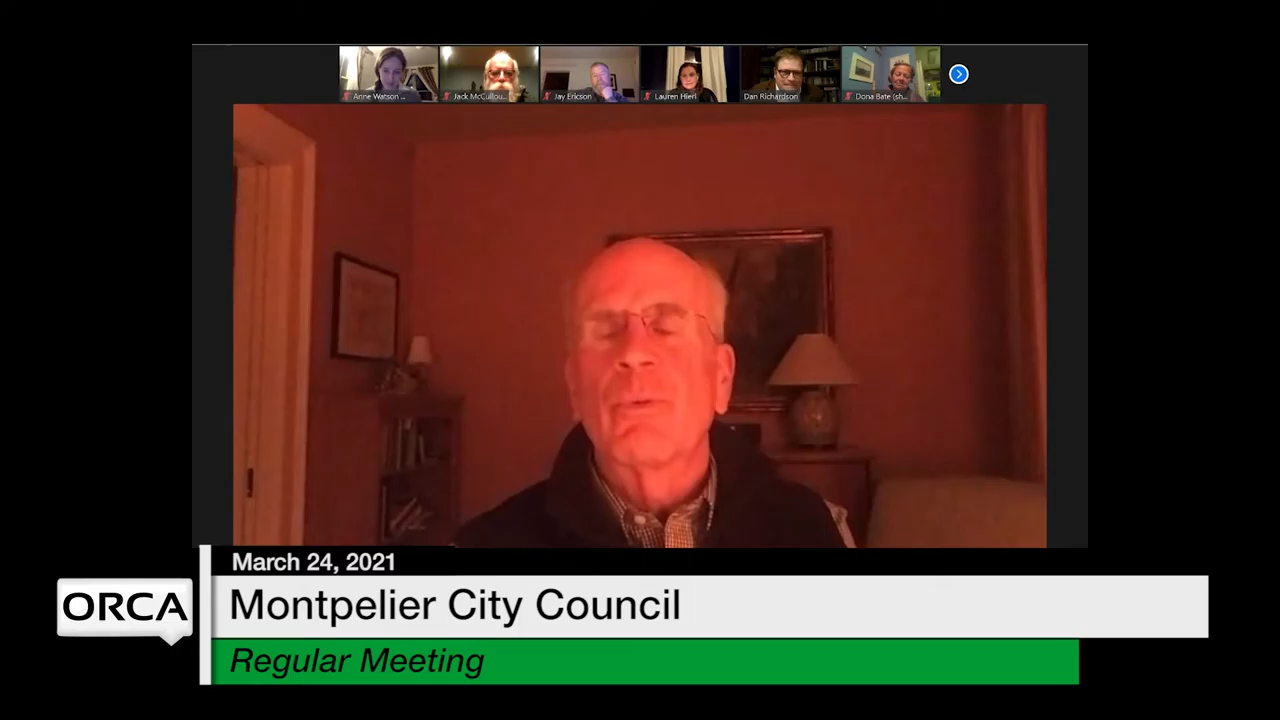 Anne Watson ...
Jack McCullou...
Jay Ericson
Lauren Hierl
Dan Richardson
Dona Bate (sh...
March 24, 2021
ORCA
Montpelier City Council
Regular Meeting